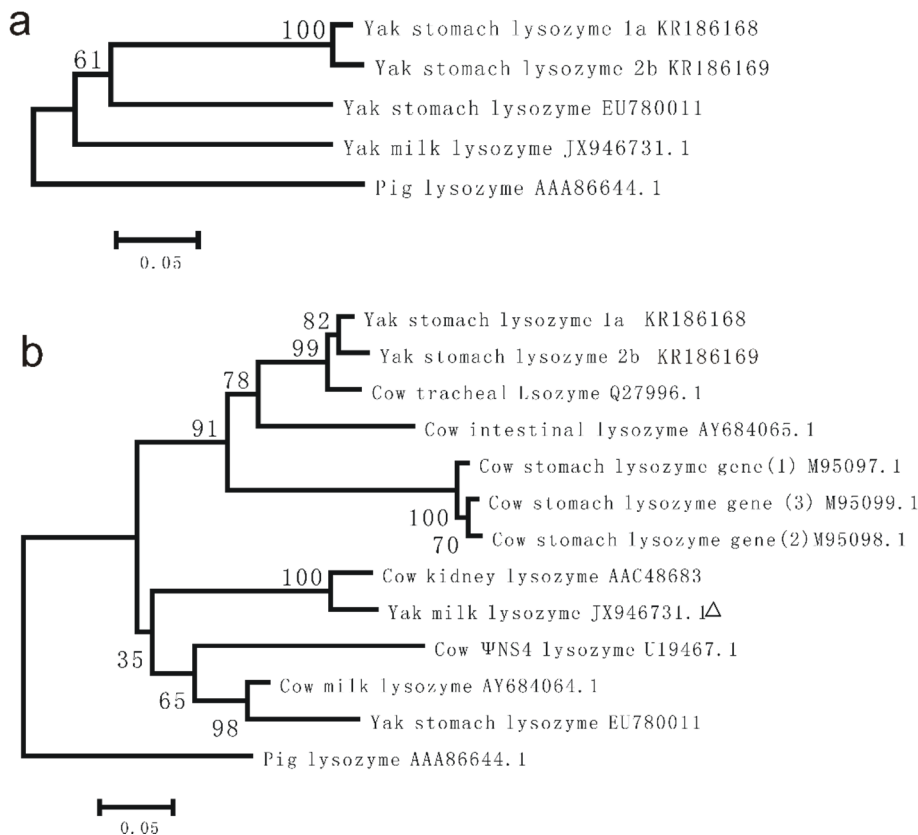 a
100
Yak stomach lysozyme 1a KR186168
61
Yak stomach lysozyme 2b KR186169
Yak stomach lysozyme EU780011
Yak milk lysozyme JX946731.1
Pig lysozyme AAA86644.1
0.05
b
82
Yak stomach lysozyme 1a KR186168
99
Yak stomach lysozyme 2b KR186169
78
Cow tracheal Lsozyme Q27996.1
91
Cow intestinal lysozyme AY684065.1
Cow stomach lysozyme gene(1) M95097.1
Cow stomach lysozyme gene (3) M95099.1
100
70
Cow stomach lysozyme gene(2)M95098.1
100
Cow kidney lysozyme AAC48683
Yak milk lysozyme JX946731.1△
35
Cow ΨNS4 lysozyme U19467.1
65
Cow milk lysozyme AY684064.1
98
Yak stomach lysozyme EU780011
Pig lysozyme AAA86644.1
0.05